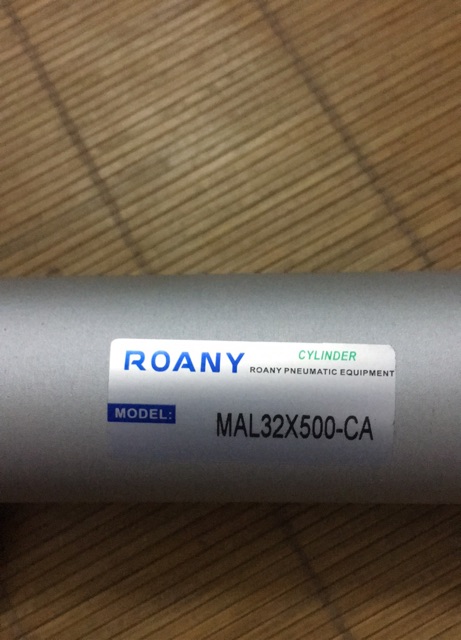 ROANY
CYLINDER
ROANY PNEUMATIC EQUIPMENT
MODEL:
MAL32X500-CA